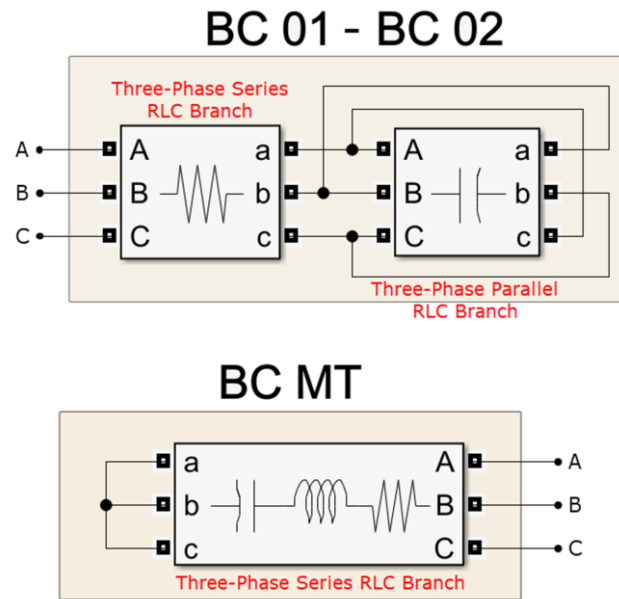 BC 01 - BC 02
Three-Phase Series
RLC Branch
A A a A a
B B b B b
C C c C c
Three-Phase Parallel
RLC Branch
BC MT
a A A
b B B
c C C
Three-Phase Series RLC Branch